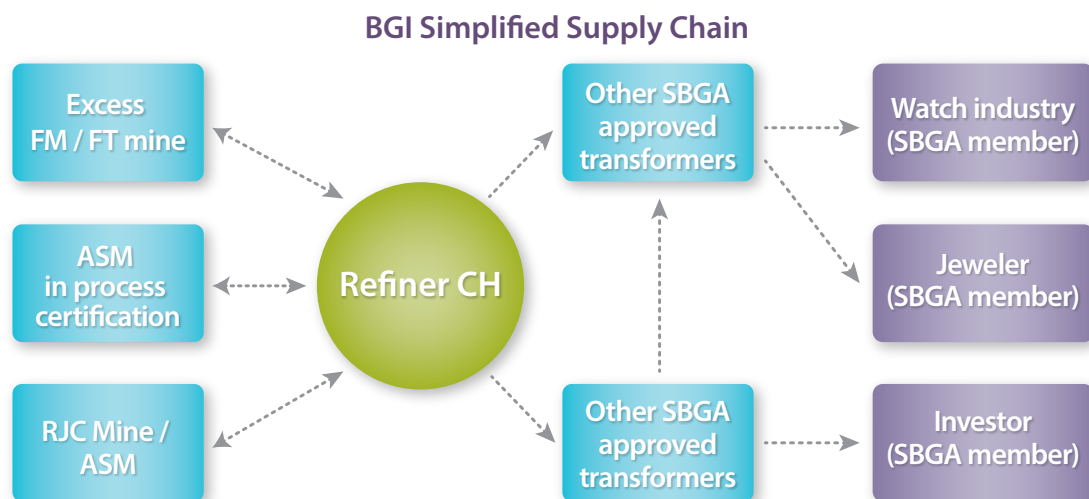 BGI Simplified Supply Chain
Excess
FM / FT mine
ASM
in process
certification
RJC Mine /
ASM
Refiner CH
Other SBGA
approved
transformers
Other SBGA
approved
transformers
Watch industry
(SBGA member)
Jeweler
(SBGA member)
Investor
(SBGA member)